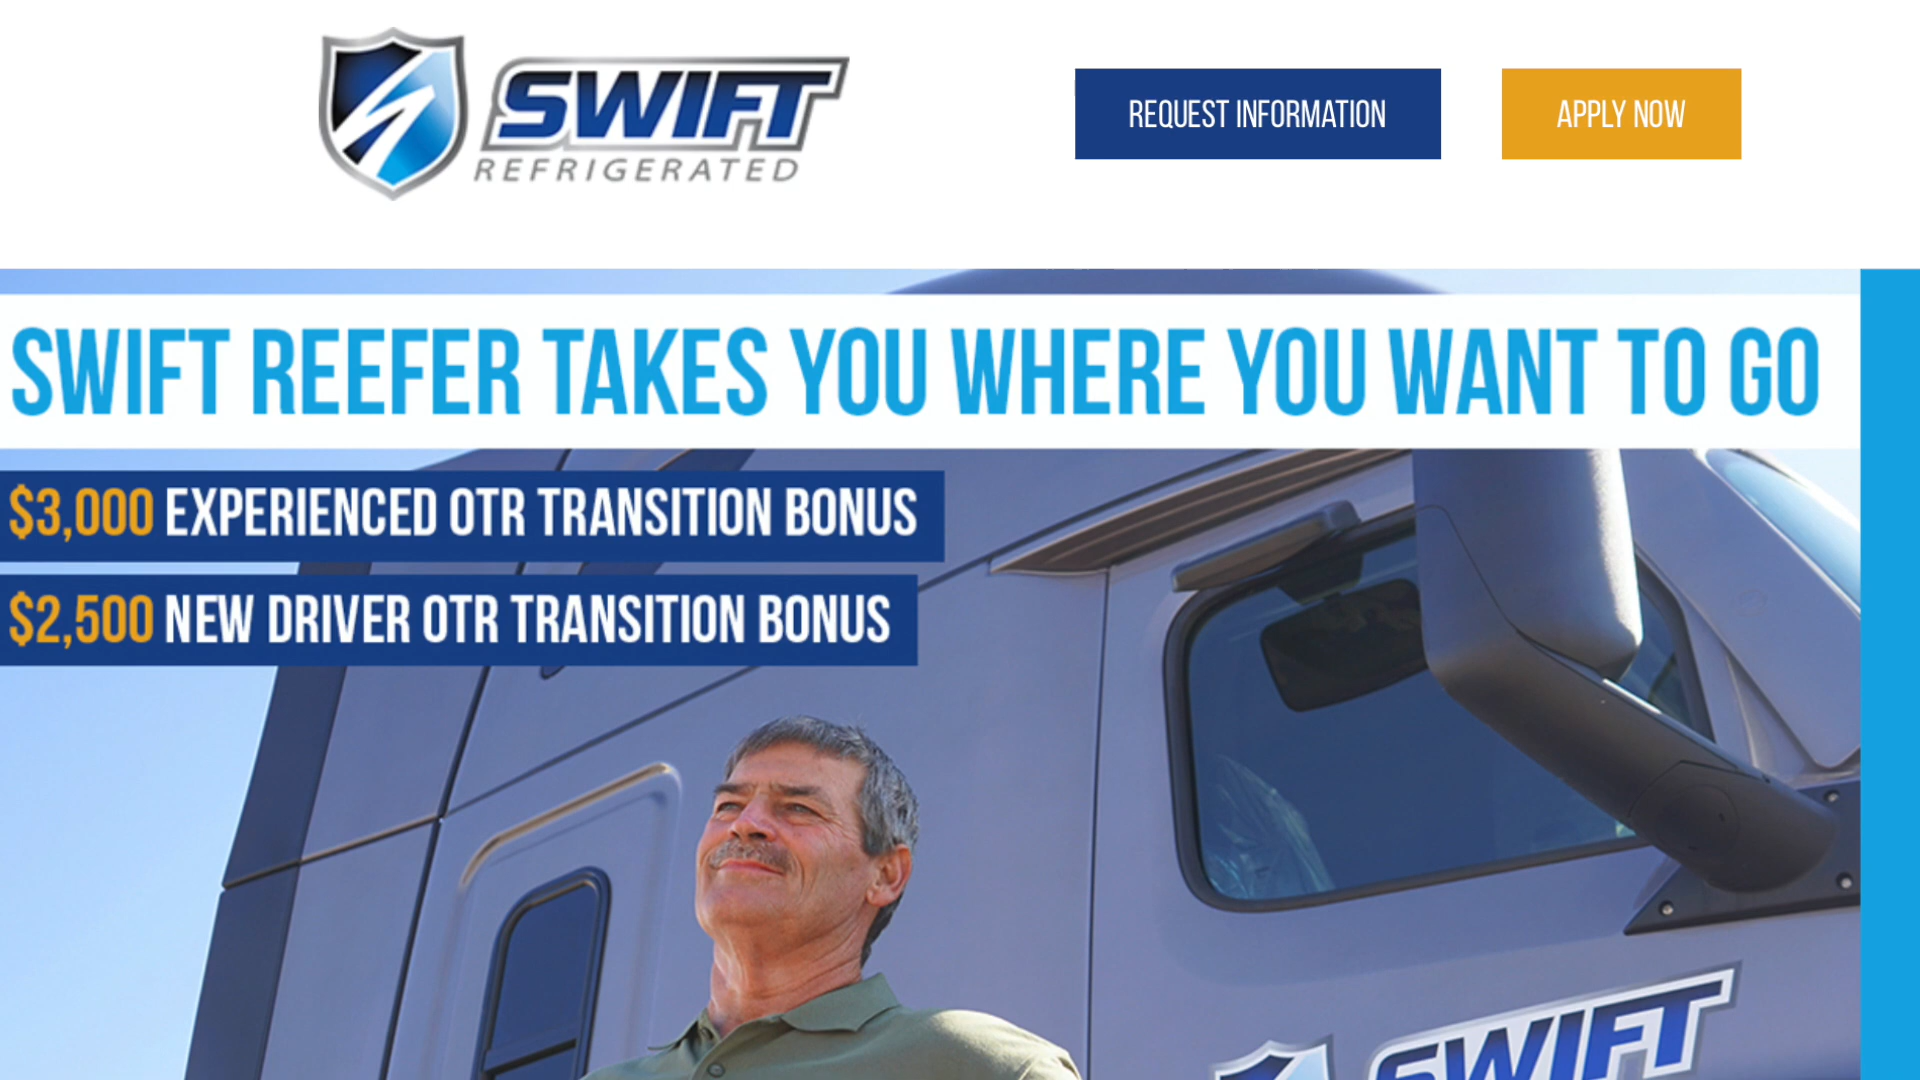 SWIFT
REFRIGERATED
REQUEST INFORMATION
APPLY NOW
SWIFT REEFER TAKES YOU WHERE YOU WANT TO GO
$3,000 EXPERIENCED OTR TRANSITION BONUS
$2,500 NEW DRIVER OTR TRANSITION BONUS
SWIFT